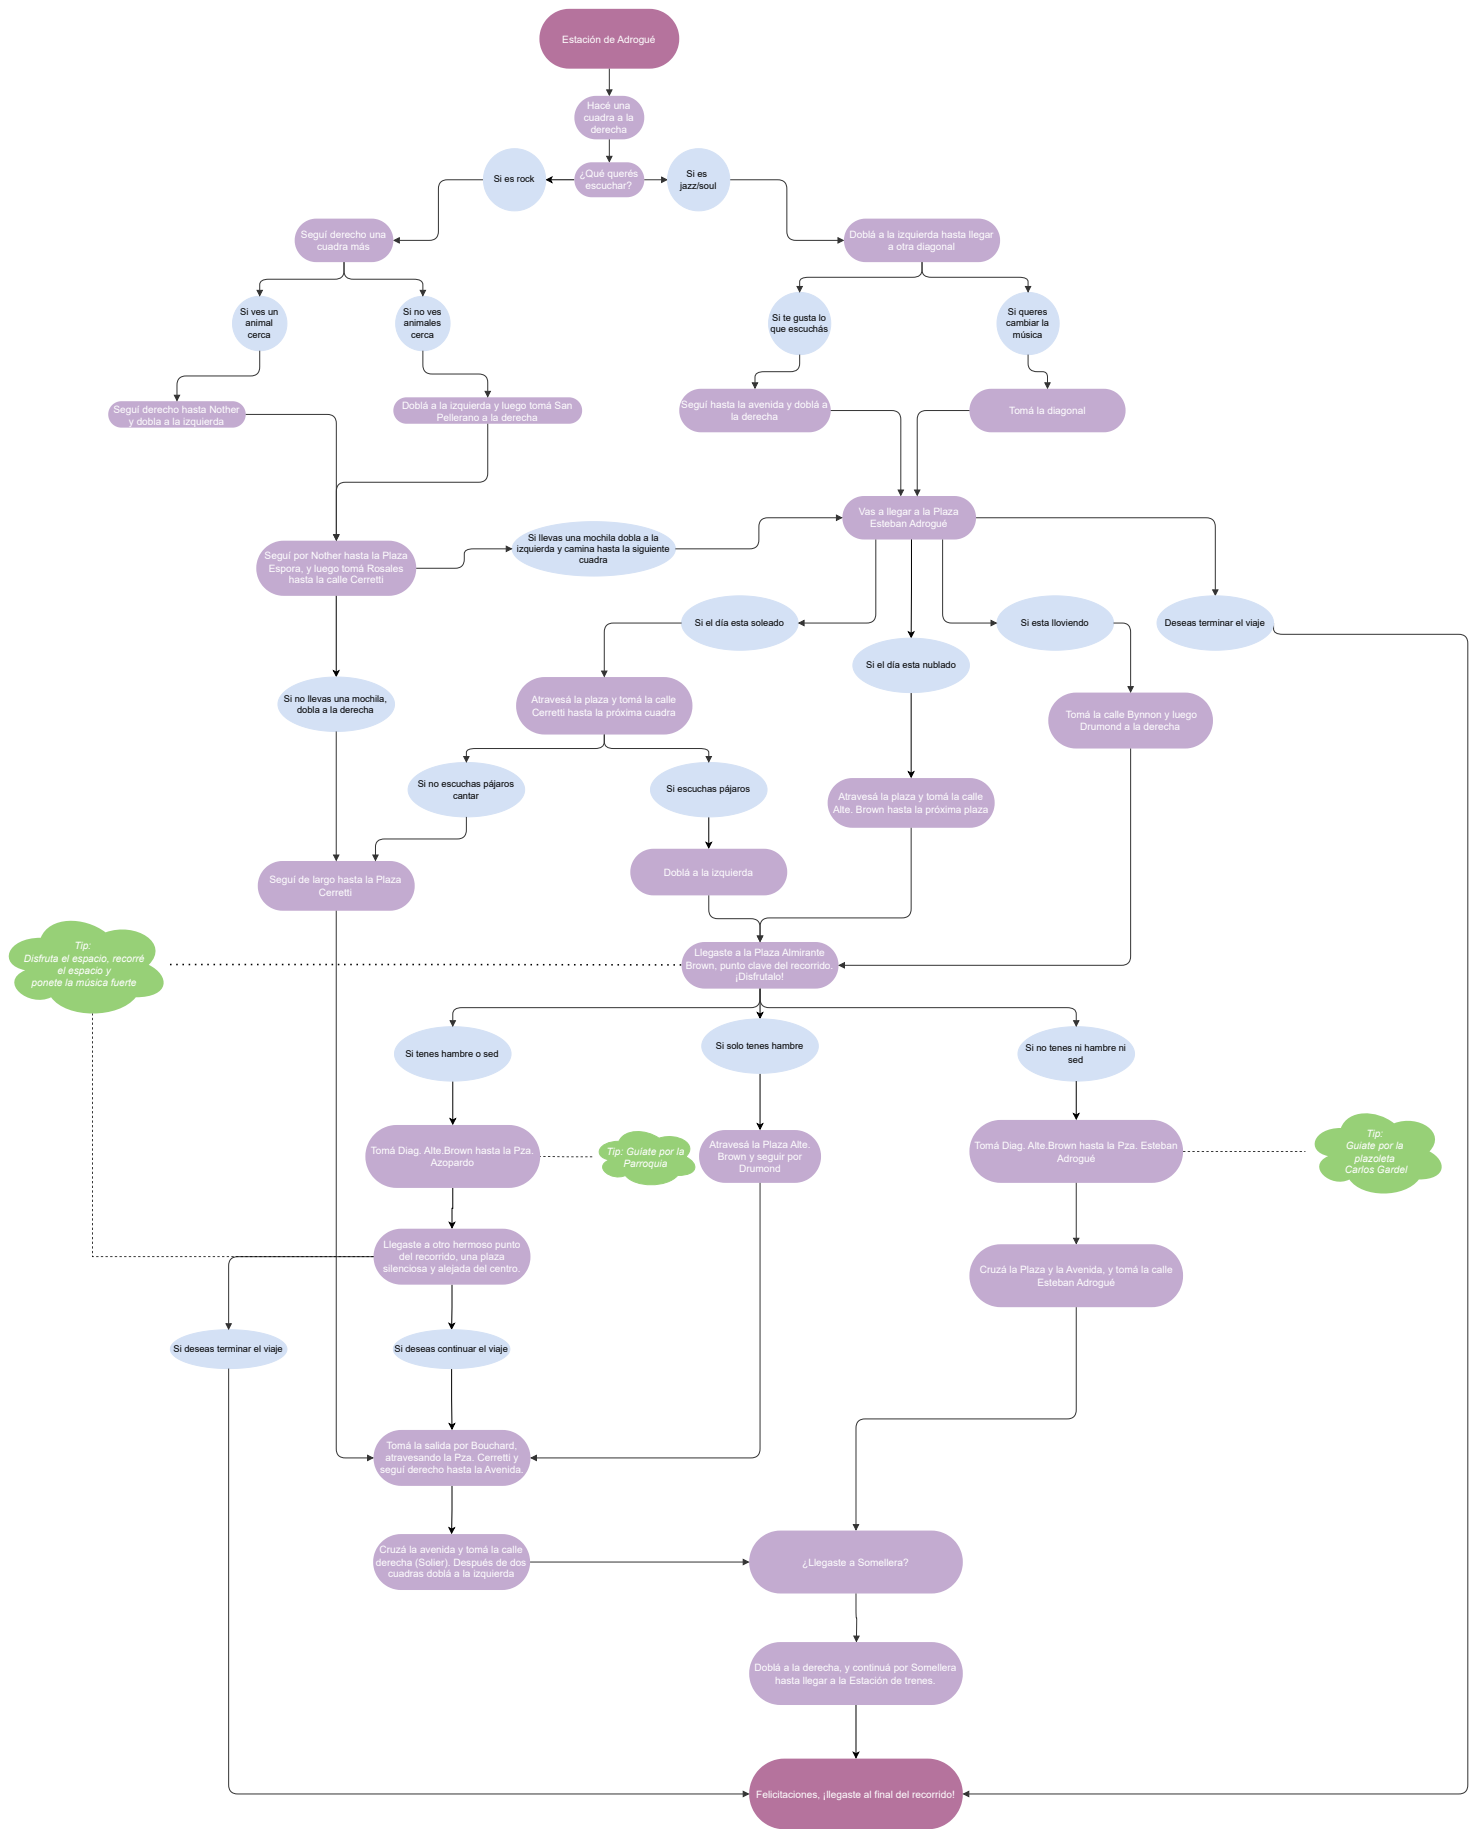 Estación de Adrogué
Hacé una
cuadra a la
derecha
Si es rock
¿Qué querés
escuchar?
Si es
jazz/soul
Seguí derecho una
cuadra más
Doblá a la izquierda hasta llegar
a otra diagonal
Si ves un
animal
cerca
Si no ves
animales
cerca
Si te gusta lo
que escuchás
Si queres
cambiar la
música
Seguí derecho hasta Nother
y dobla a la izquierda
Doblá a la izquierda y luego tomá San
Pellerano a la derecha
Seguí hasta la avenida y doblá a
la derecha
Tomá la diagonal
Vas a llegar a la Plaza
Esteban Adrogué
Si llevas una mochila dobla a la
izquierda y camina hasta la siguiente
cuadra
Seguí por Nother hasta la Plaza
Espora, y luego tomá Rosales
hasta la calle Cerretti
Si el día esta soleado
Si esta lloviendo
Deseas terminar el viaje
Si el día esta nublado
Si no llevas una mochila,
dobla a la derecha
Atravesá la plaza y tomá la calle
Cerretti hasta la próxima cuadra
Tomá la calle Bynnon y luego
Drumond a la derecha
Si no escuchas pájaros
cantar
Si escuchas pájaros
Atravesá la plaza y tomá la calle
Alte. Brown hasta la próxima plaza
Seguí de largo hasta la Plaza
Cerretti
Doblá a la izquierda
Tip:
Disfruta el espacio, recorré
el espacio y
ponete la música fuerte
Llegaste a la Plaza Almirante
Brown, punto clave del recorrido.
¡Disfrutalo!
Si tenes hambre o sed
Si solo tenes hambre
Si no tenes ni hambre ni
sed
Tomá Diag. Alte.Brown hasta la Pza.
Azopardo
Tip: Guíate por la
Parroquia
Atravesá la Plaza Alte.
Brown y seguir por
Drumond
Tomá Diag. Alte.Brown hasta la Pza. Esteban
Adrogué
Tip:
Guiate por la
plazoleta
Carlos Gardel
Llegaste a otro hermoso punto
del recorrido, una plaza
silenciosa y alejada del centro.
Cruzá la Plaza y la Avenida, y tomá la calle
Esteban Adrogué
Si deseas terminar el viaje
Si deseas continuar el viaje
Tomá la salida por Bouchard,
atravesando la Pza. Cerretti y
seguí derecho hasta la Avenida.
Cruzá la avenida y tomá la calle
derecha (Solier). Después de dos
cuadras doblá a la izquierda
¿Llegaste a Somellera?
Doblá a la derecha, y continuá por Somellera
hasta llegar a la Estación de trenes.
Felicitaciones, ¡llegaste al final del recorrido!